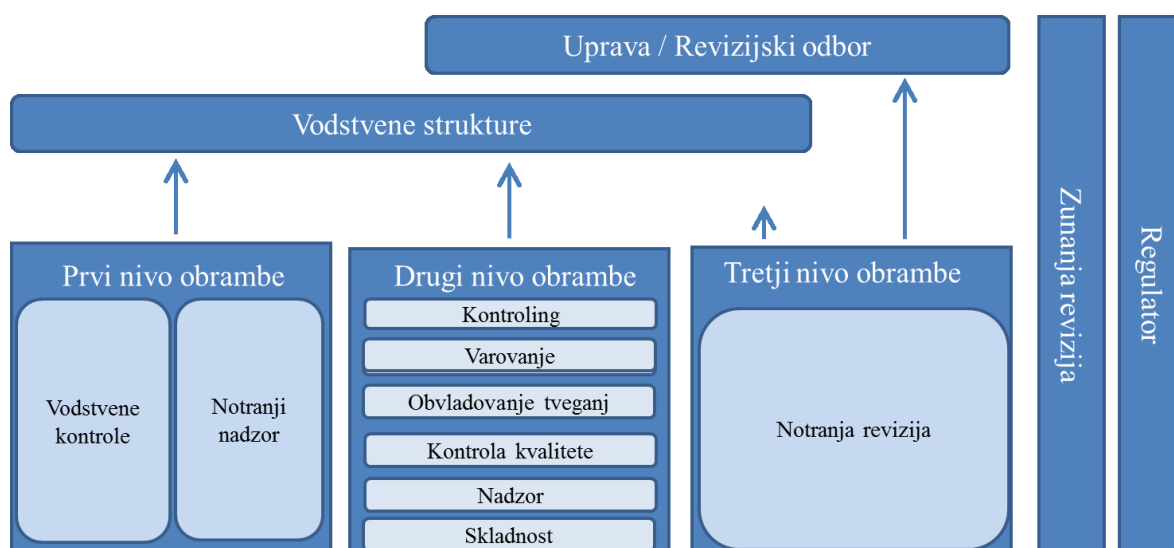 Uprava / Revizijski odbor
Vodstvene strukture
Prvi nivo obrambe
Vodstvene
kontrole
Notranji
nadzor
Drugi nivo obrambe
Kontroling
Varovanje
Obvladovanje tveganj
Kontrola kvalitete
Nadzor
Skladnost
Tretji nivo obrambe
Notranja revizija
Zunanja revizija
Regulator